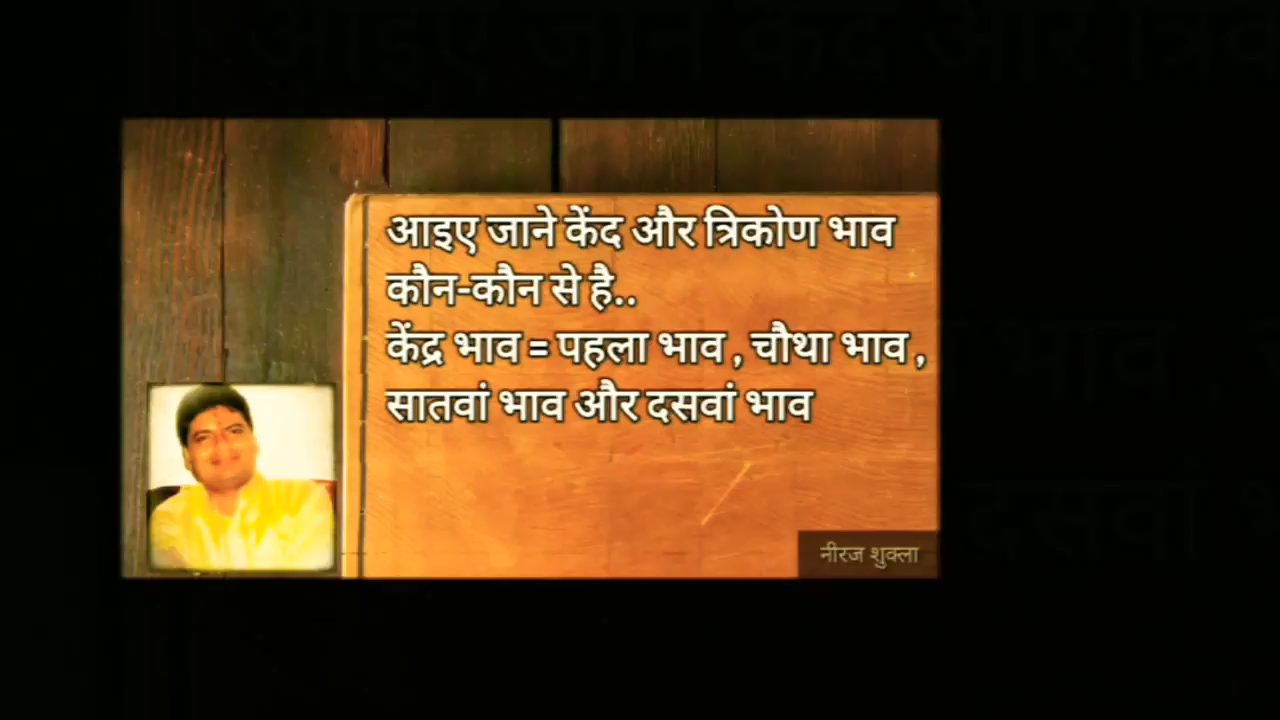 आइए जाने केंद और त्रिकोण भाव
कौन-कौन से है..
केंद्र भाव = पहला भाव , चौथा भाव ,
सातवां भाव और दसवां भाव
नीरज शुक्ला